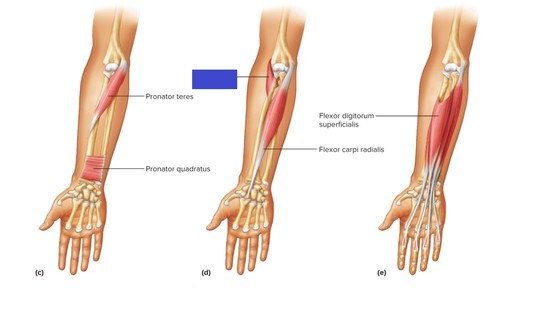 Pronator teres
Pronator quadratus
Flexor digitorum
superficialis
Flexor carpi radialis
(c)
(d)
(e)